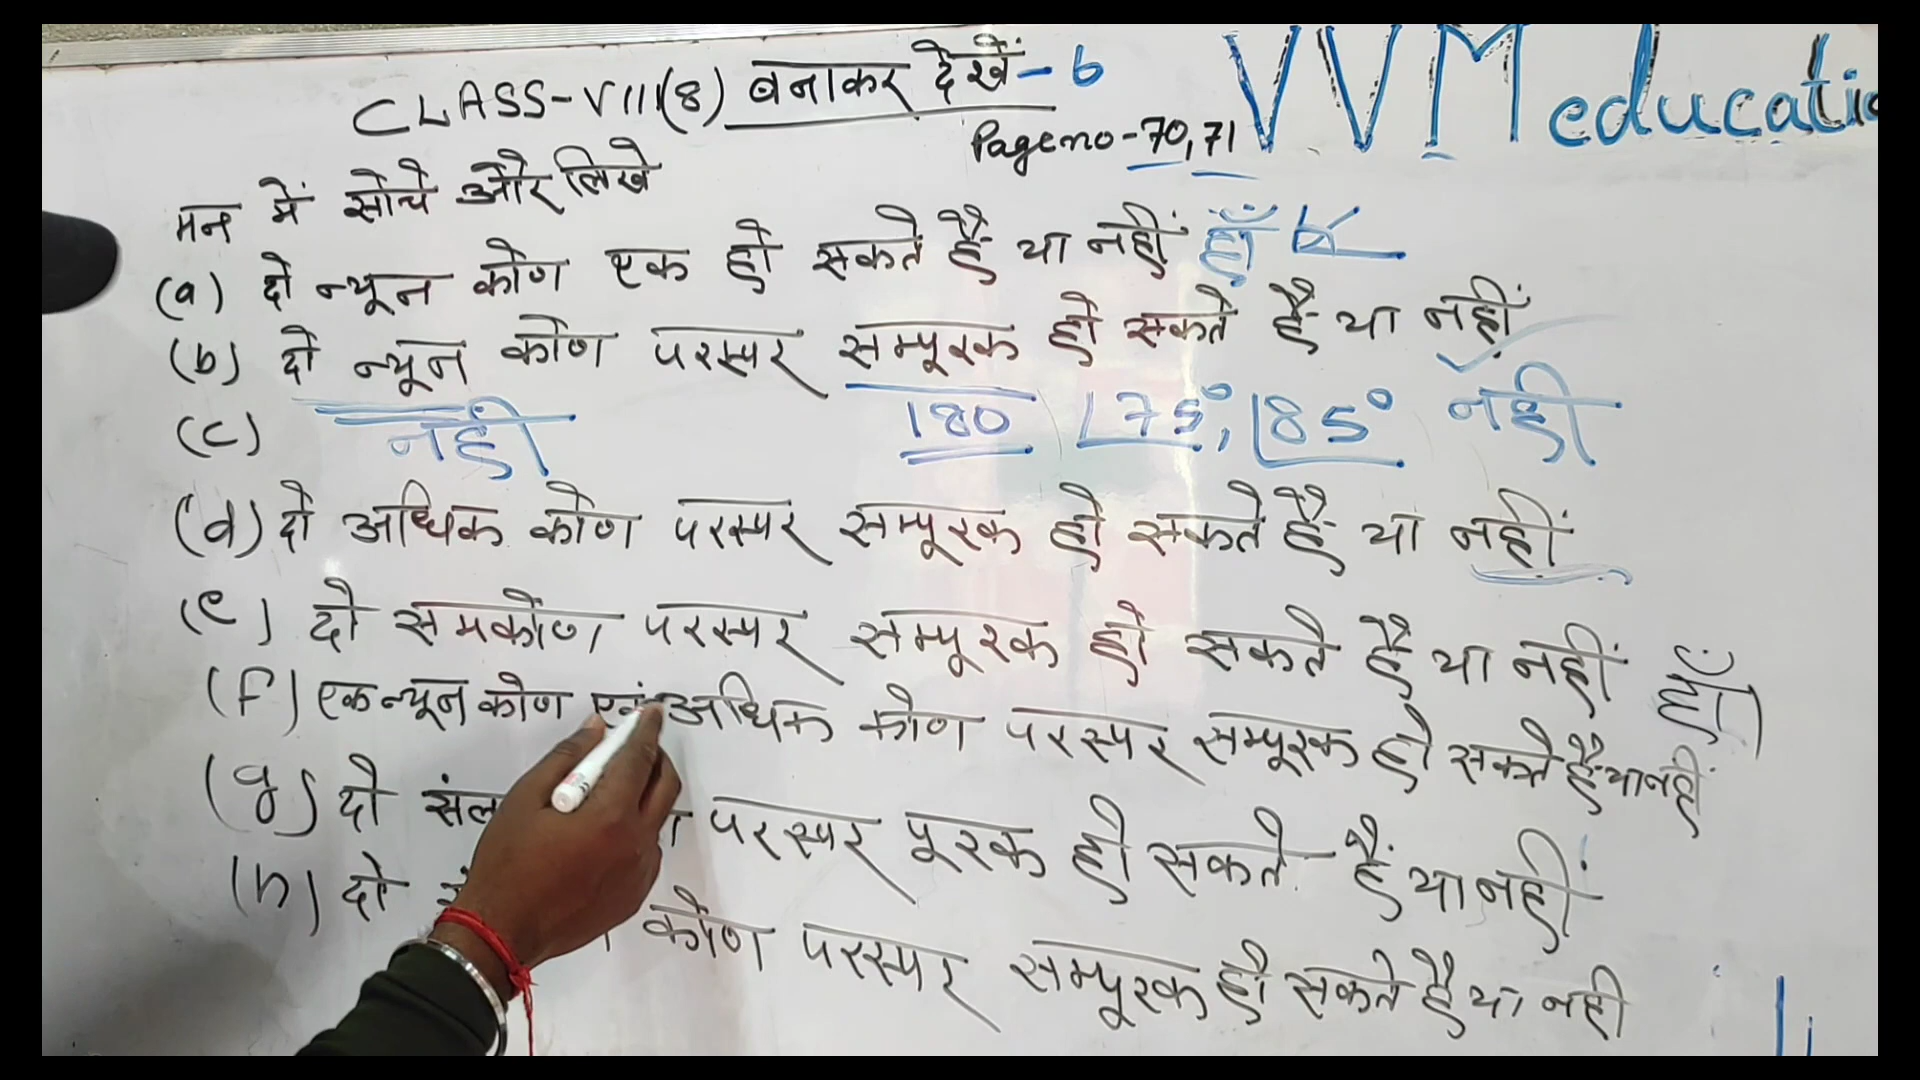 CLASS-VIII(8) बनाकर देखें-6
VVM educatio
Page no-70, 71
मन में सोचे और लिखे
(a) दो न्यून कोण एक हो सकते हैं या नहीं हाँ
(b) दो न्यून कोण परस्पर सम्पूरक हो सकते हैं या नहीं
(c) नहीं 180 75°, 85° नहीं
(d) दो अधिक कोण परस्पर सम्पूरक हो सकते हैं या नहीं
(e) दो समकोण परस्पर सम्पूरक हो सकते हैं या नहीं हाँ
(f) एक न्यून कोण एवं अधिक कोण परस्पर सम्पूरक हो सकते हैं या नहीं
(g) दो परस्पर पूरक हो सकते हैं या नहीं
(h) दो कोण परस्पर सम्पूरक हो सकते हैं या नही